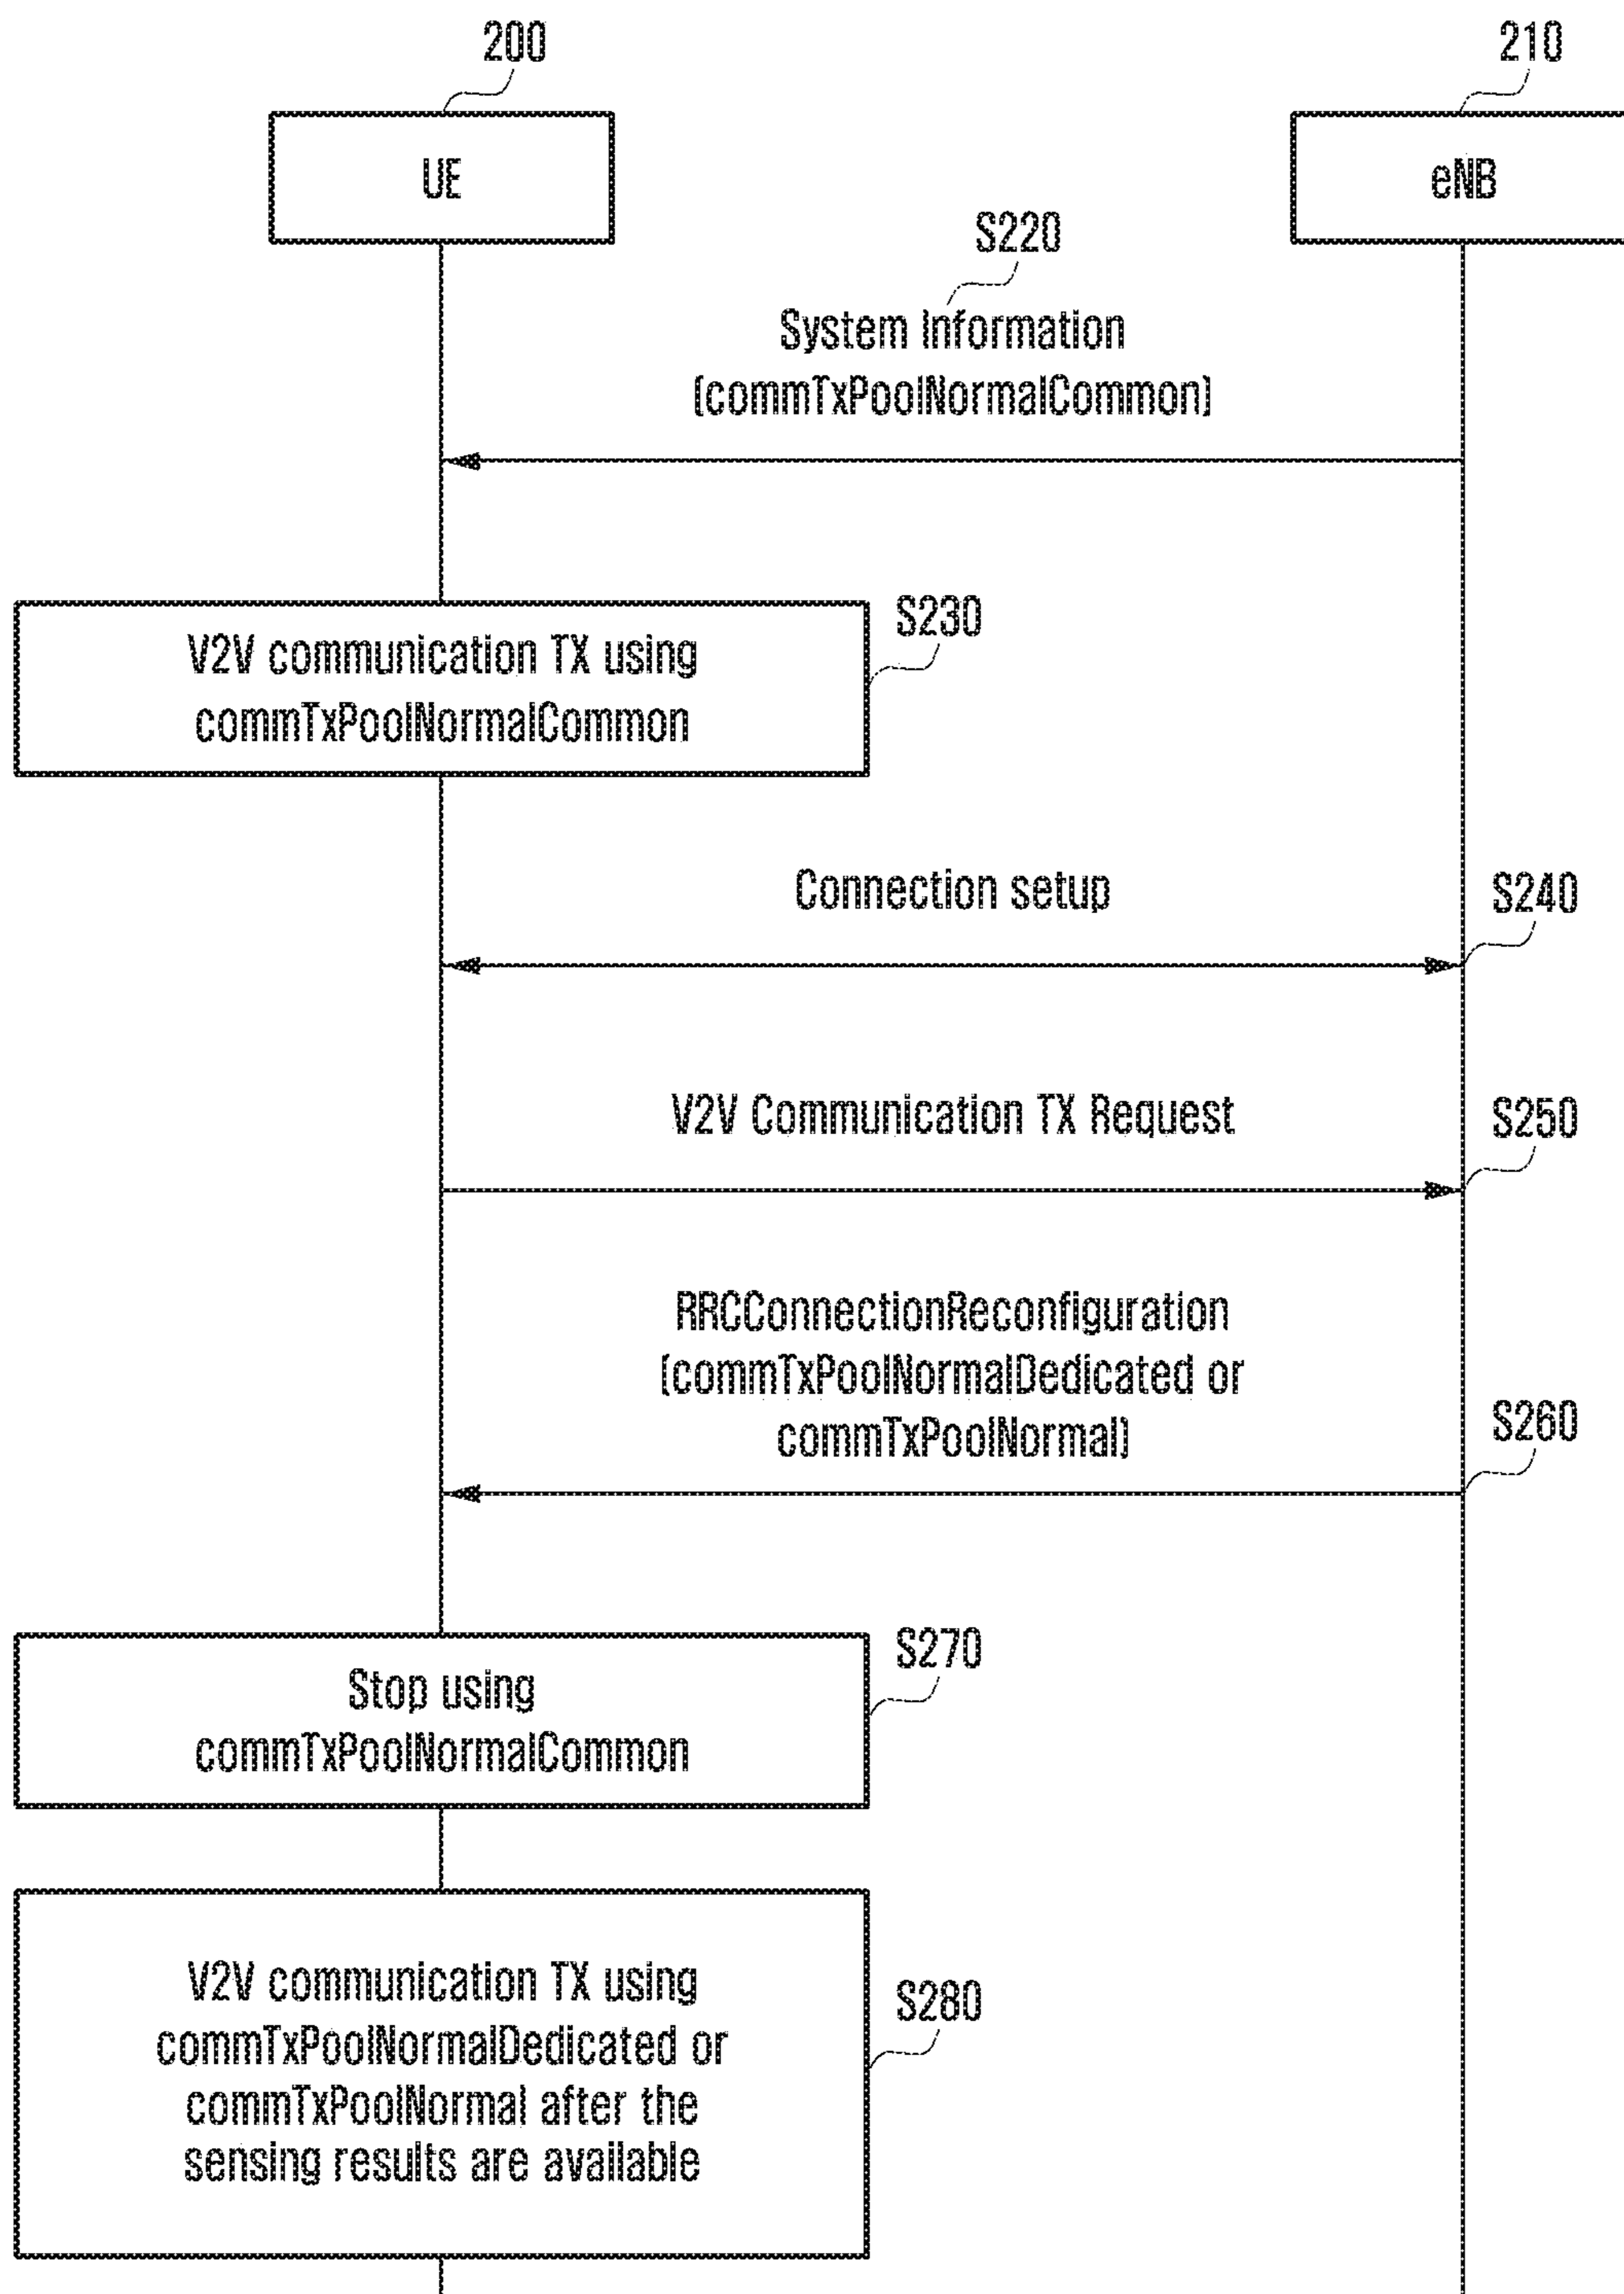 200
210
UE
eNB
S220
System Information
(commTxPoolNormalCommon)
S230
V2V communication TX using
commTxPoolNormalCommon
Connection setup
S240
V2V Communication TX Request
S250
RRCConnectionReconfiguration
(commTxPoolNormalDedicated or
commTxPoolNormal)
S260
Stop using
commTxPoolNormalCommon
S270
V2V communication TX using
commTxPoolNormalDedicated or
commTxPoolNormal after the
sensing results are available
S280